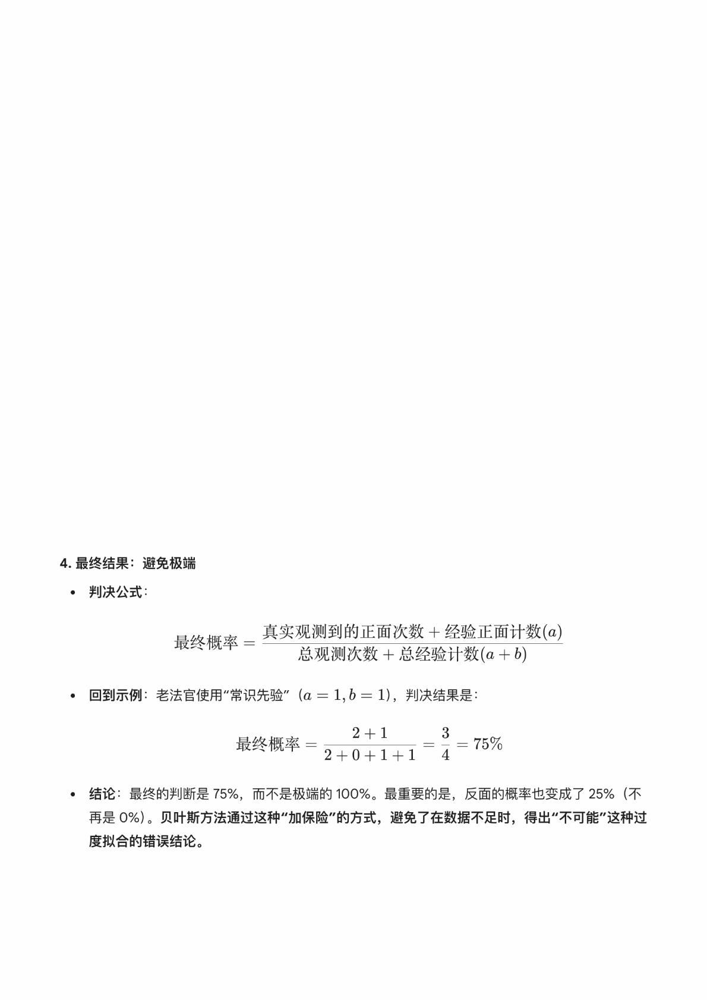 4. 最终结果：避免极端
• 判决公式：
最终概率 = \frac{真实观测到的正面次数 + 经验正面计数(a)}{总观测次数 + 总经验计数(a + b)}
• 回到示例：老法官使用“常识先验”（a = 1, b = 1），判决结果是：
最终概率 = \frac{2 + 1}{2 + 0 + 1 + 1} = \frac{3}{4} = 75%
• 结论：最终的判断是 75%，而不是极端的 100%。最重要的是，反面的概率也变成了 25%（不
再是 0%）。贝叶斯方法通过这种“加保险”的方式，避免了在数据不足时，得出“不可能”这种过
度拟合的错误结论。